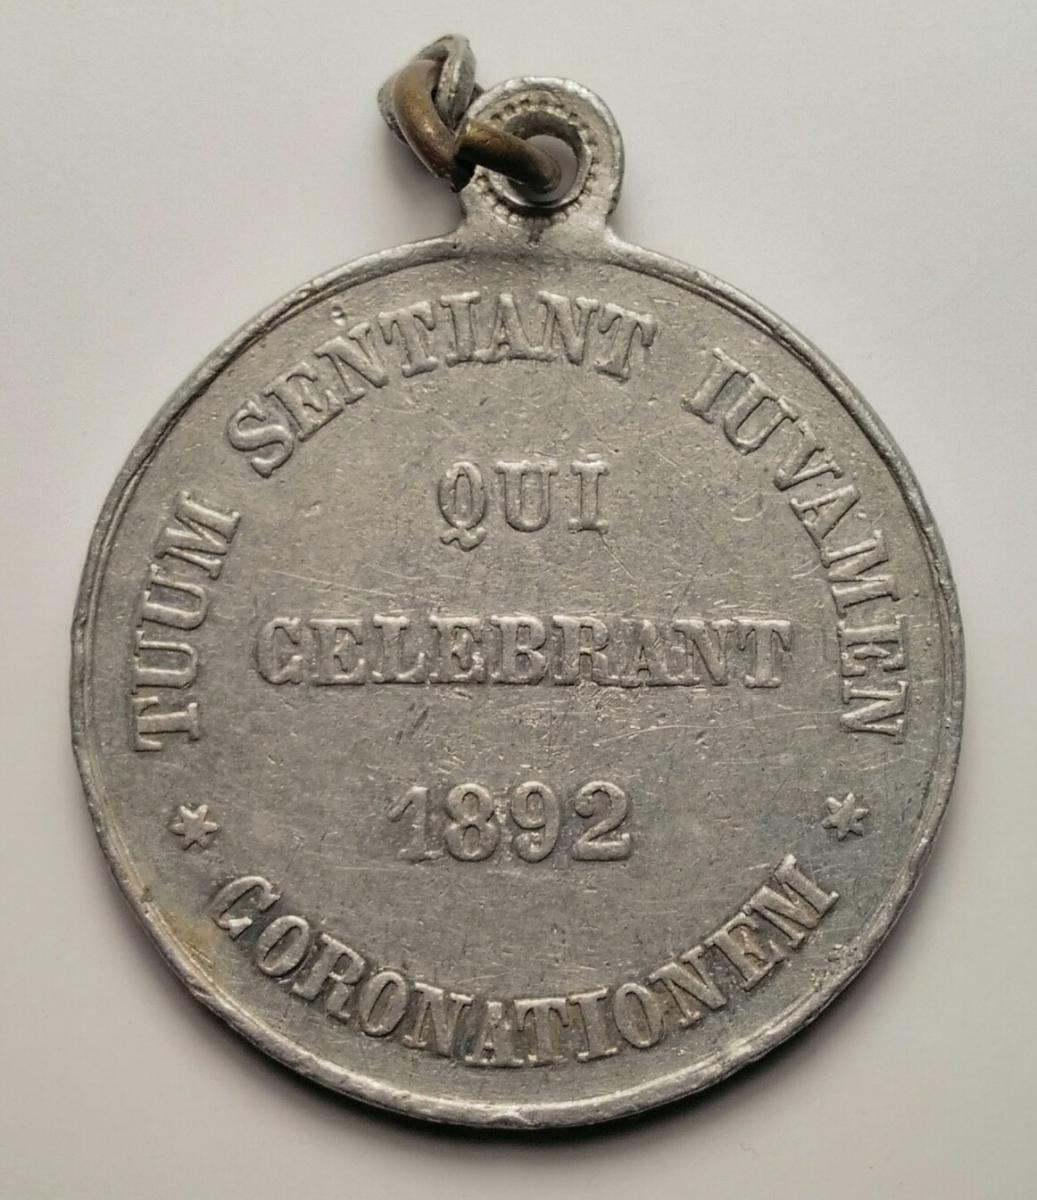 TUUM SENTIANT IUVAMEN
QUI
CELEBRANT
1892
* CORONATIONEM *